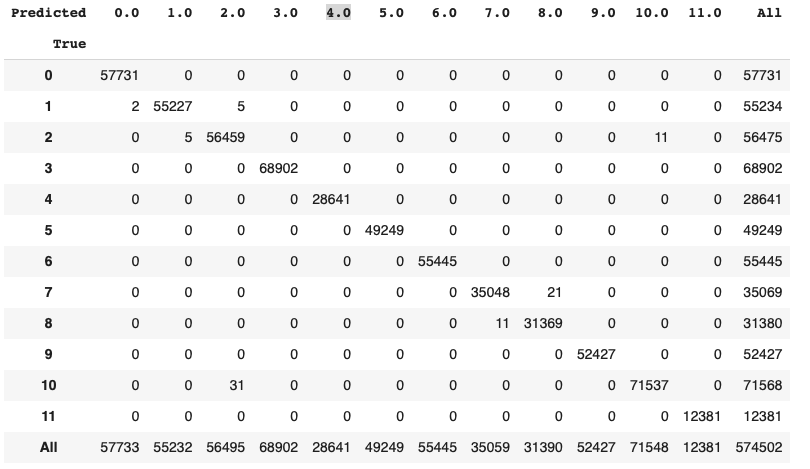 Predicted 0.0 1.0 2.0 3.0 4.0 5.0 6.0 7.0 8.0 9.0 10.0 11.0 All
True
0 57731 0 0 0 0 0 0 0 0 0 0 0 57731
1 2 55227 5 0 0 0 0 0 0 0 0 0 55234
2 0 5 56459 0 0 0 0 0 0 0 11 0 56475
3 0 0 0 68902 0 0 0 0 0 0 0 0 68902
4 0 0 0 0 28641 0 0 0 0 0 0 0 28641
5 0 0 0 0 0 49249 0 0 0 0 0 0 49249
6 0 0 0 0 0 0 55445 0 0 0 0 0 55445
7 0 0 0 0 0 0 0 35048 21 0 0 0 35069
8 0 0 0 0 0 0 0 11 31369 0 0 0 31380
9 0 0 0 0 0 0 0 0 0 52427 0 0 52427
10 0 0 31 0 0 0 0 0 0 0 71537 0 71568
11 0 0 0 0 0 0 0 0 0 0 0 12381 12381
All 57733 55232 56495 68902 28641 49249 55445 35059 31390 52427 71548 12381 574502